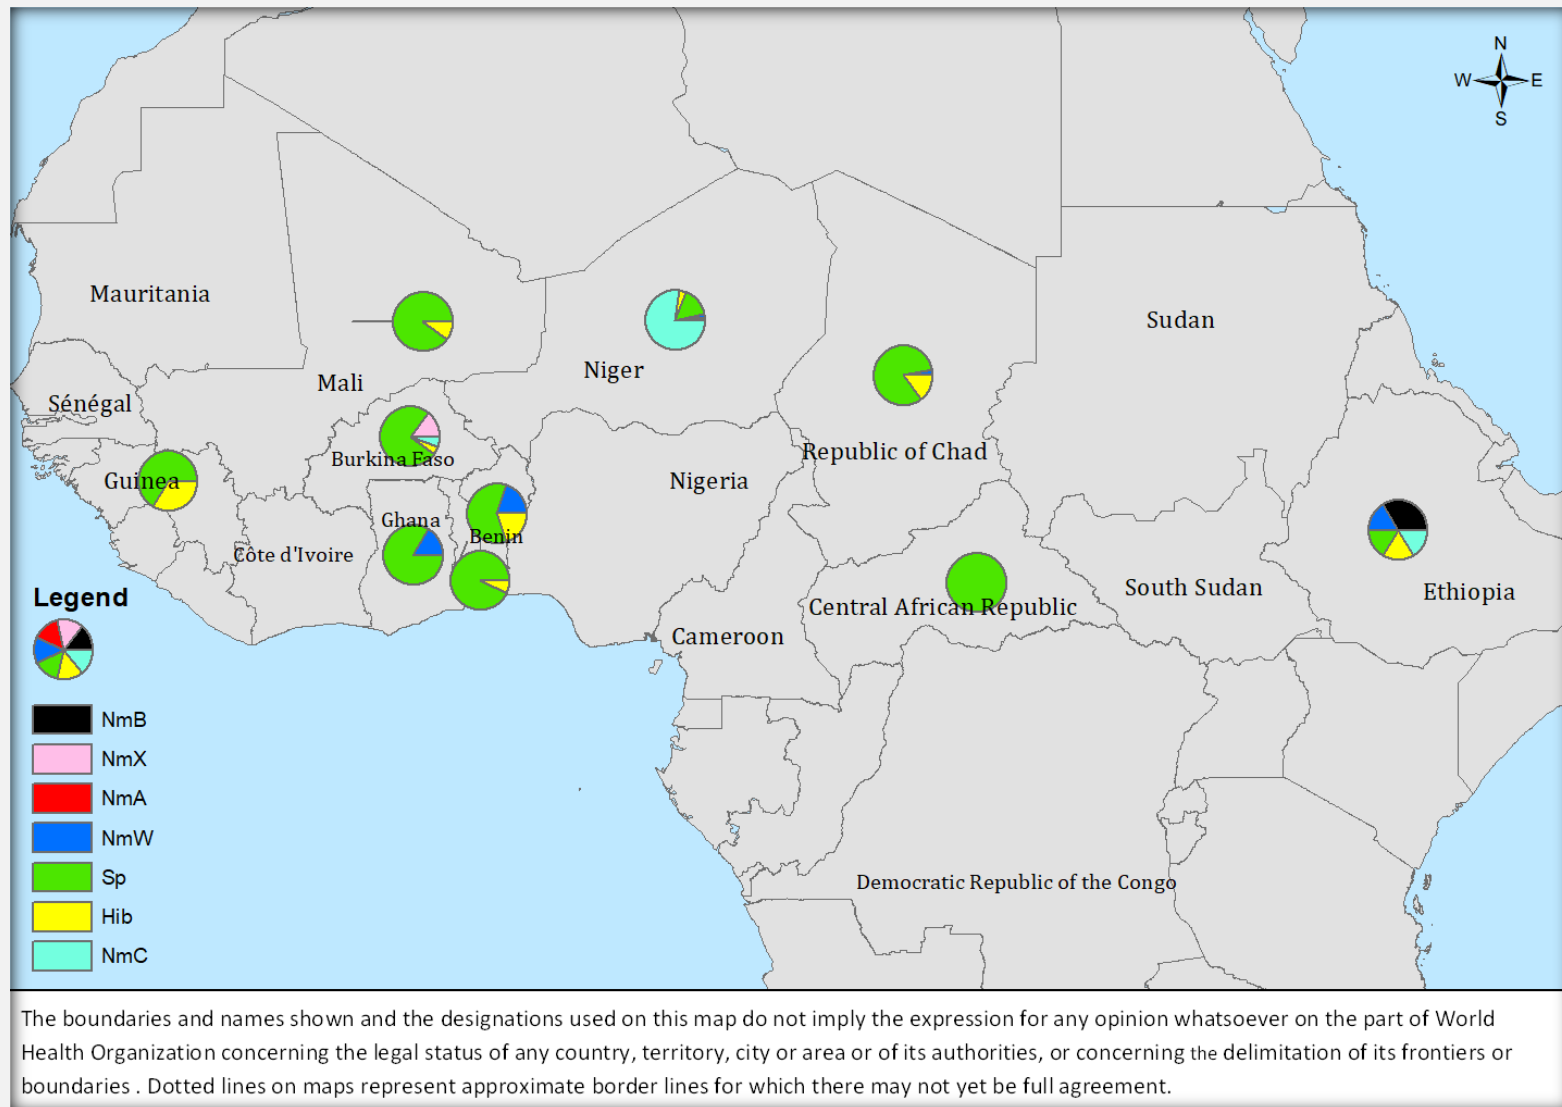 N
W E
S
Mauritania
Sudan
Niger
Mali
Sénégal
Republic of Chad
Burkina Faso
Guinea
Nigeria
Ghana
Benin
Côte d'Ivoire
South Sudan
Ethiopia
Central African Republic
Cameroon
Democratic Republic of the Congo
Legend
NmB
NmX
NmA
NmW
Sp
Hib
NmC
The boundaries and names shown and the designations used on this map do not imply the expression for any opinion whatsoever on the part of World
Health Organization concerning the legal status of any country, territory, city or area or of its authorities, or concerning the delimitation of its frontiers or
boundaries . Dotted lines on maps represent approximate border lines for which there may not yet be full agreement.